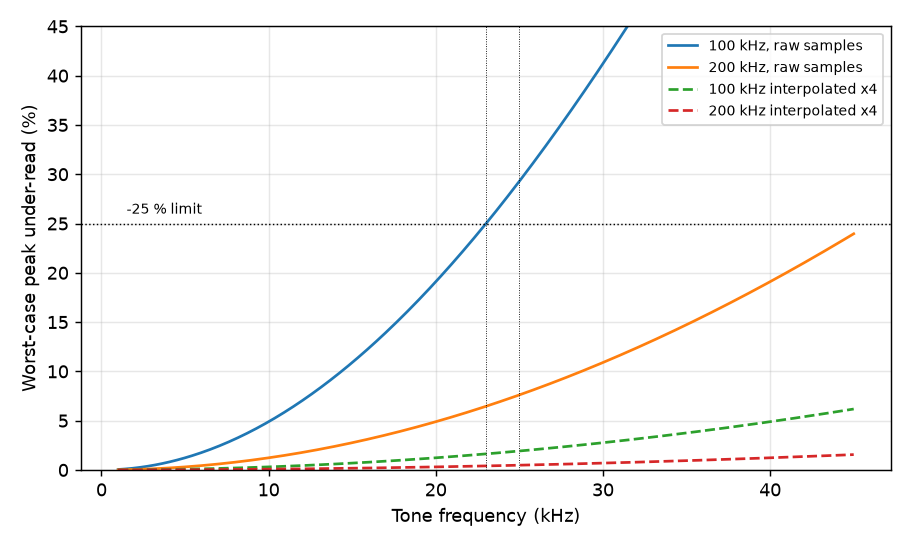 45
40
35
30
25
20
15
10
5
0
Worst-case peak under-read (%)
-25 % limit
100 kHz, raw samples
200 kHz, raw samples
100 kHz interpolated x4
200 kHz interpolated x4
0
10
20
30
40
Tone frequency (kHz)